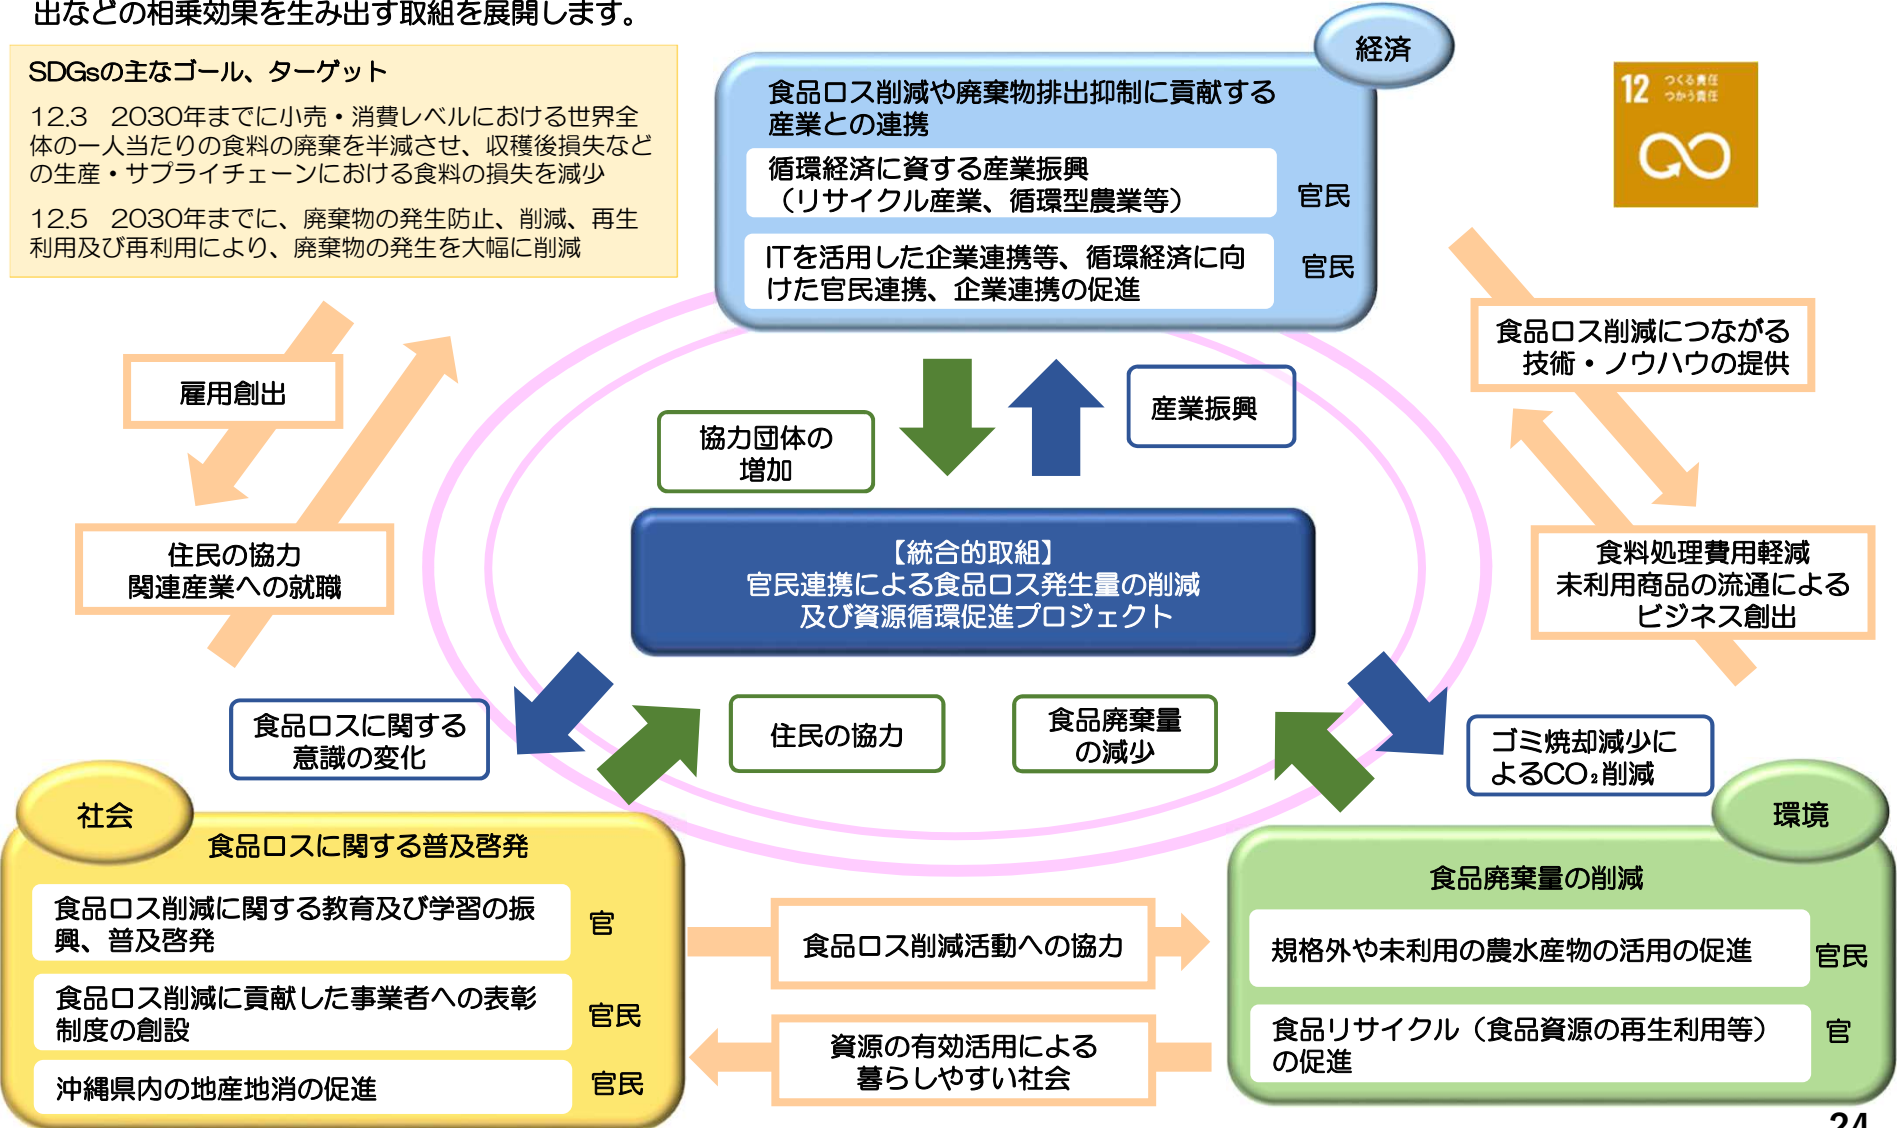 出などの相乗効果を生み出す取組を展開します。
SDGsの主なゴール、ターゲット
12.3　2030年までに小売・消費レベルにおける世界全
体の一人当たりの食料の廃棄を半減させ、収穫後損失など
の生産・サプライチェーンにおける食料の損失を減少
12.5　2030年までに、廃棄物の発生防止、削減、再生
利用及び再利用により、廃棄物の発生を大幅に削減
経済
食品ロス削減や廃棄物排出抑制に貢献する
産業との連携
循環経済に資する産業振興
（リサイクル産業、循環型農業等）
官民
ITを活用した企業連携等、循環経済に向
けた官民連携、企業連携の促進
官民
12 つくる責任
つかう責任
雇用創出
住民の協力
関連産業への就職
協力団体の
増加
産業振興
食品ロス削減につながる
技術・ノウハウの提供
食料処理費用軽減
未利用商品の流通による
ビジネス創出
【統合的取組】
官民連携による食品ロス発生量の削減
及び資源循環促進プロジェクト
食品ロスに関する
意識の変化
住民の協力
食品廃棄量
の減少
ゴミ焼却減少に
よるCO₂削減
社会
食品ロスに関する普及啓発
食品ロス削減に関する教育及び学習の振
興、普及啓発
官
食品ロス削減に貢献した事業者への表彰
制度の創設
官民
沖縄県内の地産地消の促進
官民
食品ロス削減活動への協力
資源の有効活用による
暮らしやすい社会
環境
食品廃棄量の削減
規格外や未利用の農水産物の活用の促進
官民
食品リサイクル（食品資源の再生利用等）
の促進
官
24